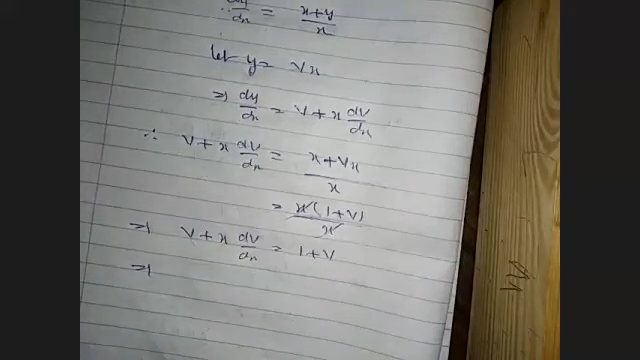 ∴ dy/dx = x+y/x
let y = vx
⇒ dy/dx = v + x dv/dx
∴ v + x dv/dx = x+vx/x
= x(1+v)/x
⇒ v + x dv/dx = 1+v
⇒